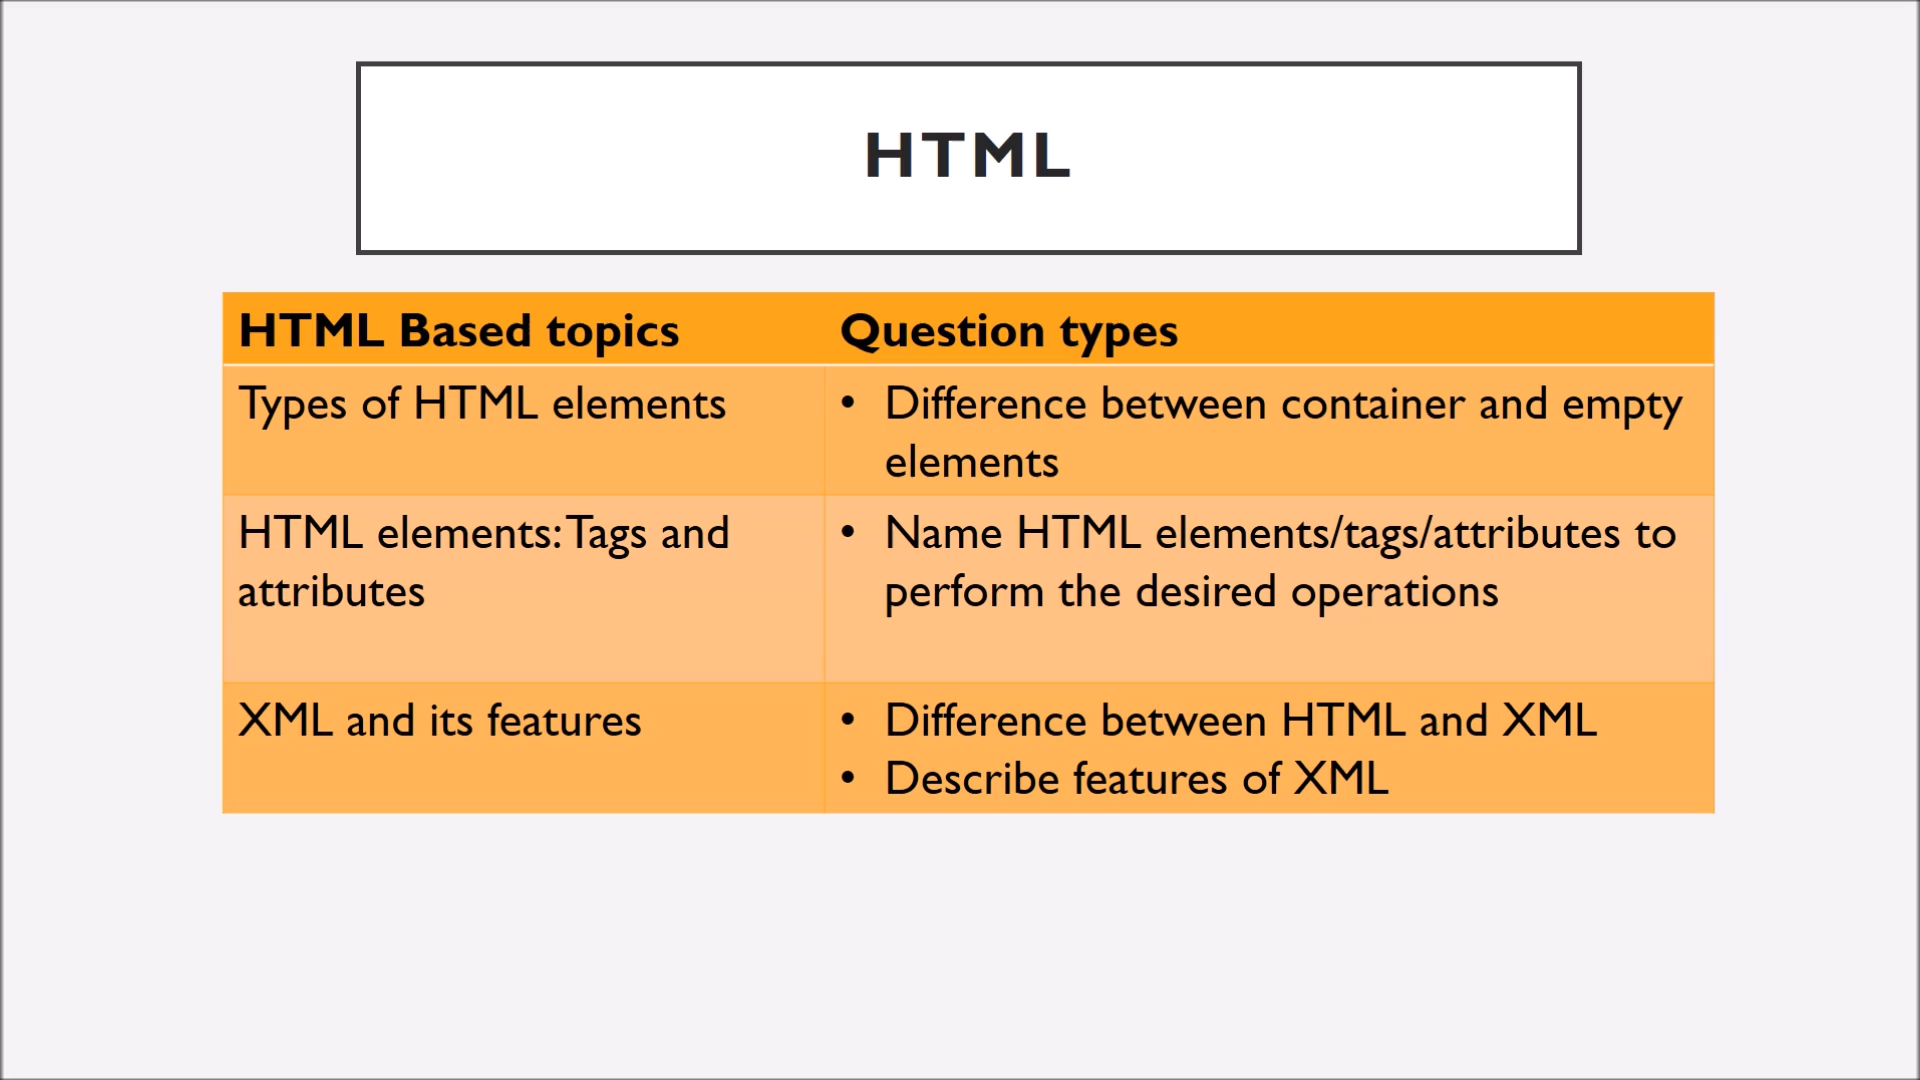 HTML
HTML Based topics
Question types
Types of HTML elements
• Difference between container and empty
elements
HTML elements: Tags and
attributes
• Name HTML elements/tags/attributes to
perform the desired operations
XML and its features
• Difference between HTML and XML
• Describe features of XML